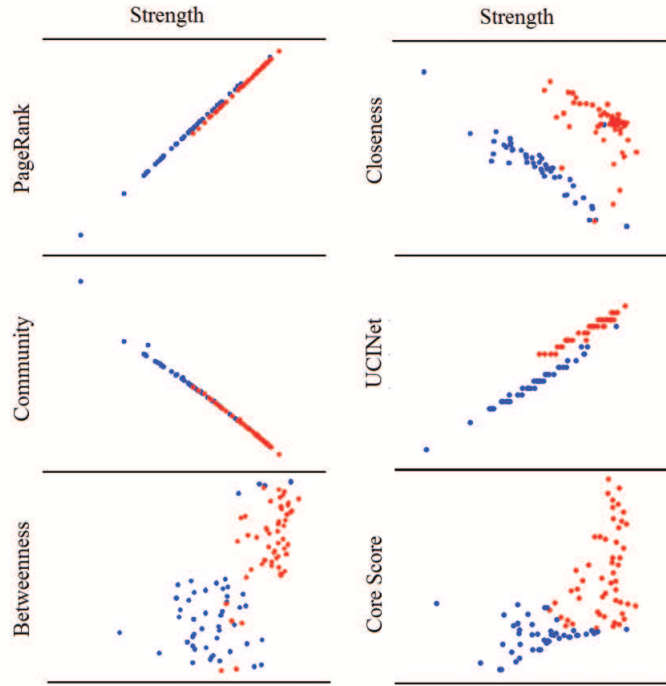 Strength
Strength
PageRank
Closeness
Community
UCINet
Betweenness
Core Score